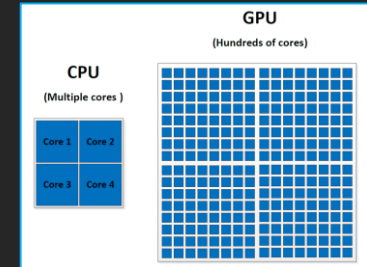 CPU
(Multiple cores )
Core 1
Core 2
Core 3
Core 4
GPU
(Hundreds of cores)